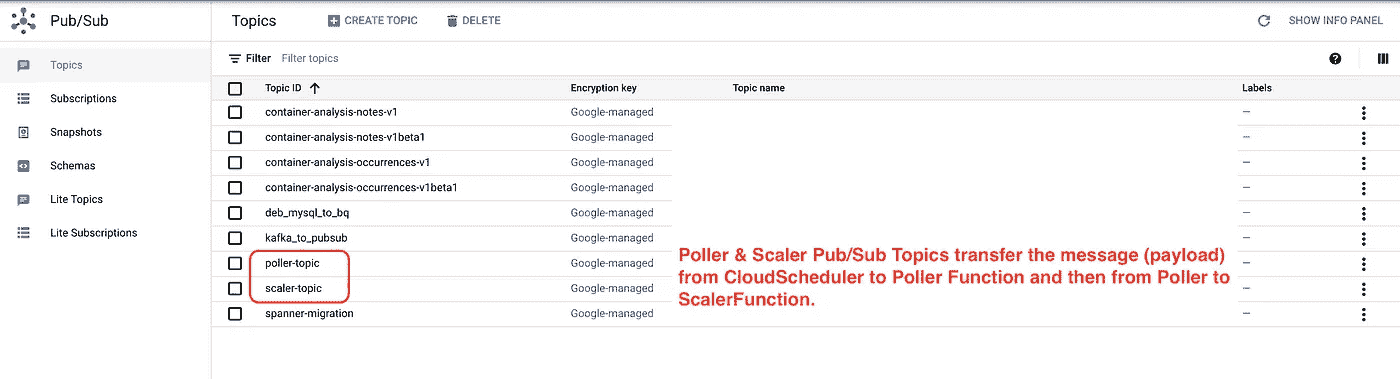 Pub/Sub
Topics
CREATE TOPIC
DELETE
SHOW INFO PANEL
Topics
Subscriptions
Snapshots
Schemas
Lite Topics
Lite Subscriptions
Filter Filter topics
Topic ID Encryption key Topic name Labels
container-analysis-notes-v1 Google-managed —
container-analysis-notes-v1beta1 Google-managed —
container-analysis-occurrences-v1 Google-managed —
container-analysis-occurrences-v1beta1 Google-managed —
deb_mysql_to_bq Google-managed —
kafka_to_pubsub Google-managed —
poller-topic Google-managed —
scaler-topic Google-managed —
spanner-migration Google-managed —
Poller & Scaler Pub/Sub Topics transfer the message (payload)
from CloudScheduler to Poller Function and then from Poller to
ScalerFunction.